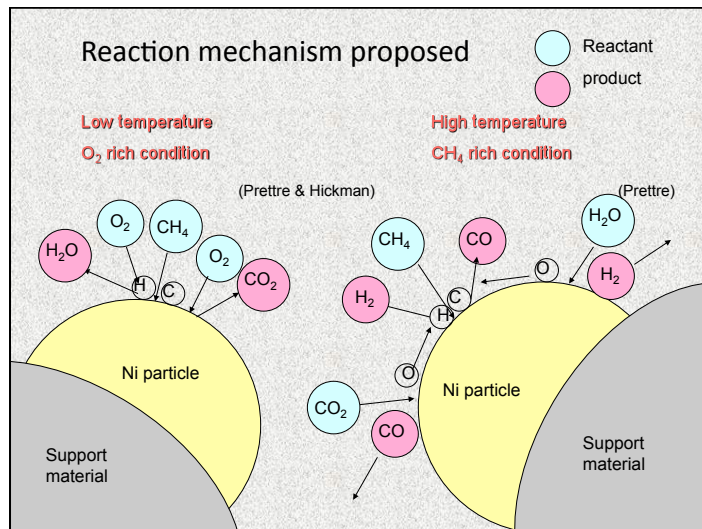 Reaction mechanism proposed
Reactant
product
Low temperature
O₂ rich condition
(Prettre & Hickman)
H₂O
O₂
CH₄
O₂
CO₂
H
C
Ni particle
Support
material
High temperature
CH₄ rich condition
(Prettre)
H₂O
CH₄
CO
H₂
O
H₂
C
H
O
CO₂
CO
Ni particle
Support
material